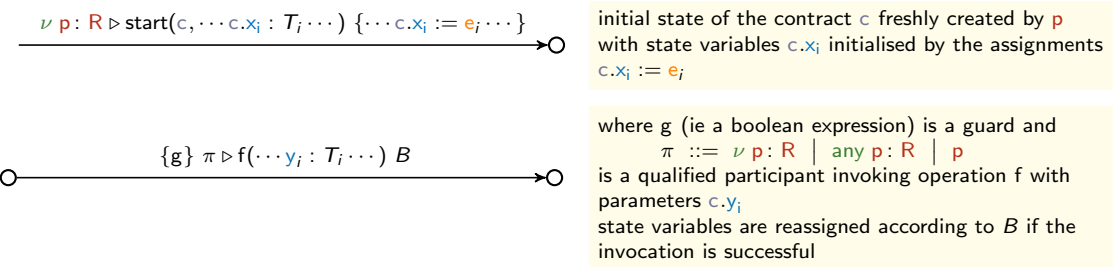 ν p: R ▹ start(c, ··· c.xᵢ : Tᵢ ···) {··· c.xᵢ := eᵢ ···}
initial state of the contract c freshly created by p
with state variables c.xᵢ initialised by the assignments
c.xᵢ := eᵢ
{g} π ▹ f(··· yᵢ : Tᵢ ···) B
where g (ie a boolean expression) is a guard and
π ::= ν p: R | any p: R | p
is a qualified participant invoking operation f with
parameters c.yᵢ
state variables are reassigned according to B if the
invocation is successful